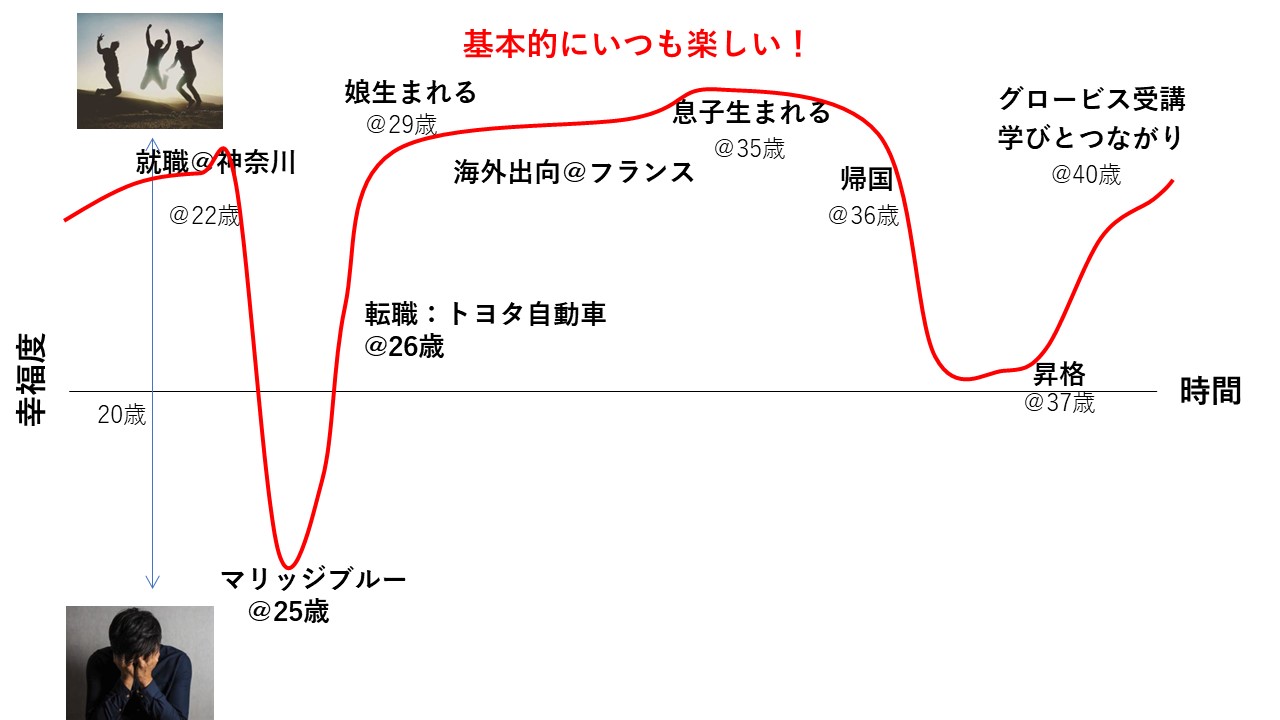 基本的にいつも楽しい！
娘生まれる
@29歳
息子生まれる
@35歳
グロービス受講
学びとつながり
@40歳
就職@神奈川
@22歳
海外出向@フランス
帰国
@36歳
転職：トヨタ自動車
@26歳
幸福度
昇格
@37歳
時間
20歳
マリッジブルー
@25歳